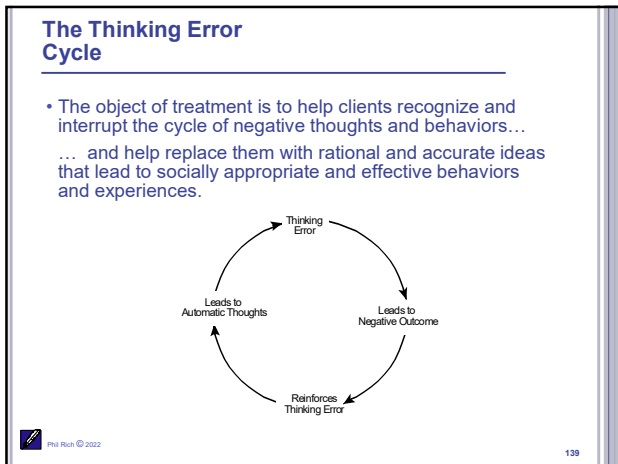 The Thinking Error
Cycle
• The object of treatment is to help clients recognize and
interrupt the cycle of negative thoughts and behaviors…
… and help replace them with rational and accurate ideas
that lead to socially appropriate and effective behaviors
and experiences.
Thinking
Error
Leads to
Negative Outcome
Reinforces
Thinking Error
Leads to
Automatic Thoughts
Phil Rich © 2022
139